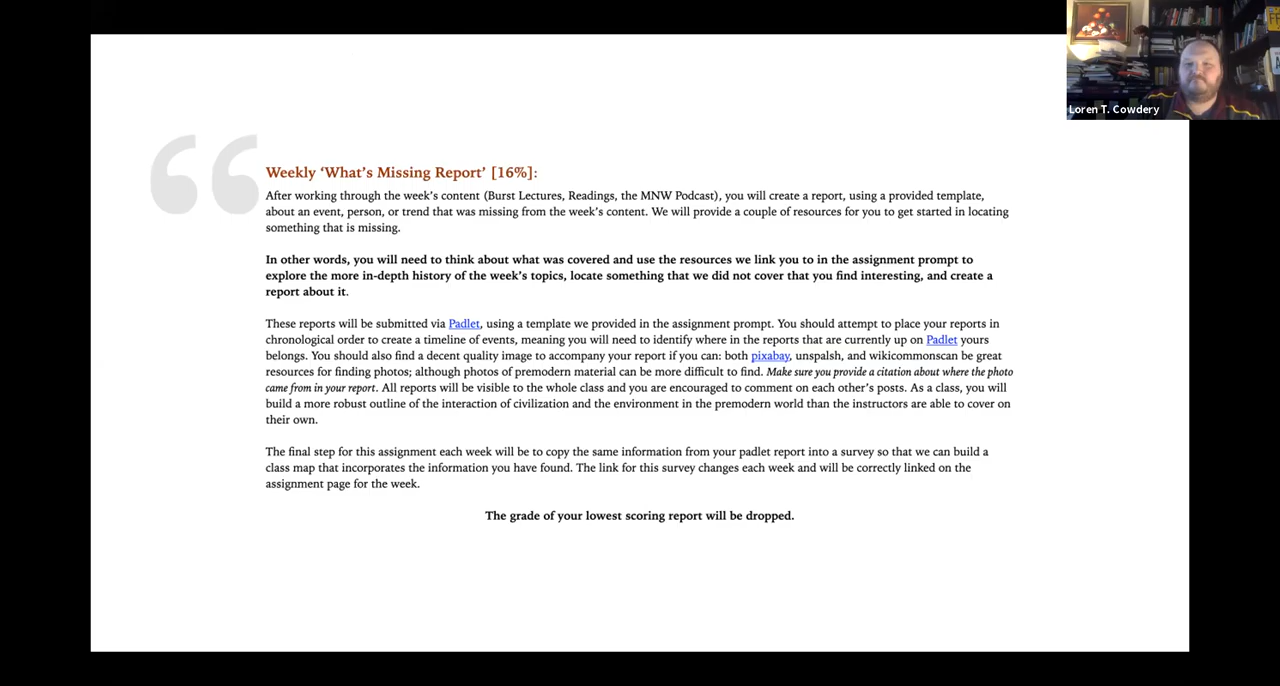 Loren T. Cowdery
“
Weekly ‘What’s Missing Report’ [16%]:
After working through the week’s content (Burst Lectures, Readings, the MNW Podcast), you will create a report, using a provided template,
about an event, person, or trend that was missing from the week’s content. We will provide a couple of resources for you to get started in locating
something that is missing.
In other words, you will need to think about what was covered and use the resources we link you to in the assignment prompt to
explore the more in-depth history of the week’s topics, locate something that we did not cover that you find interesting, and create a
report about it.
These reports will be submitted via Padlet, using a template we provided in the assignment prompt. You should attempt to place your reports in
chronological order to create a timeline of events, meaning you will need to identify where in the reports that are currently up on Padlet yours
belongs. You should also find a decent quality image to accompany your report if you can: both pixabay, unspalsh, and wikicommonscan be great
resources for finding photos; although photos of premodern material can be more difficult to find. Make sure you provide a citation about where the photo
came from in your report. All reports will be visible to the whole class and you are encouraged to comment on each other’s posts. As a class, you will
build a more robust outline of the interaction of civilization and the environment in the premodern world than the instructors are able to cover on
their own.
The final step for this assignment each week will be to copy the same information from your padlet report into a survey so that we can build a
class map that incorporates the information you have found. The link for this survey changes each week and will be correctly linked on the
assignment page for the week.
The grade of your lowest scoring report will be dropped.